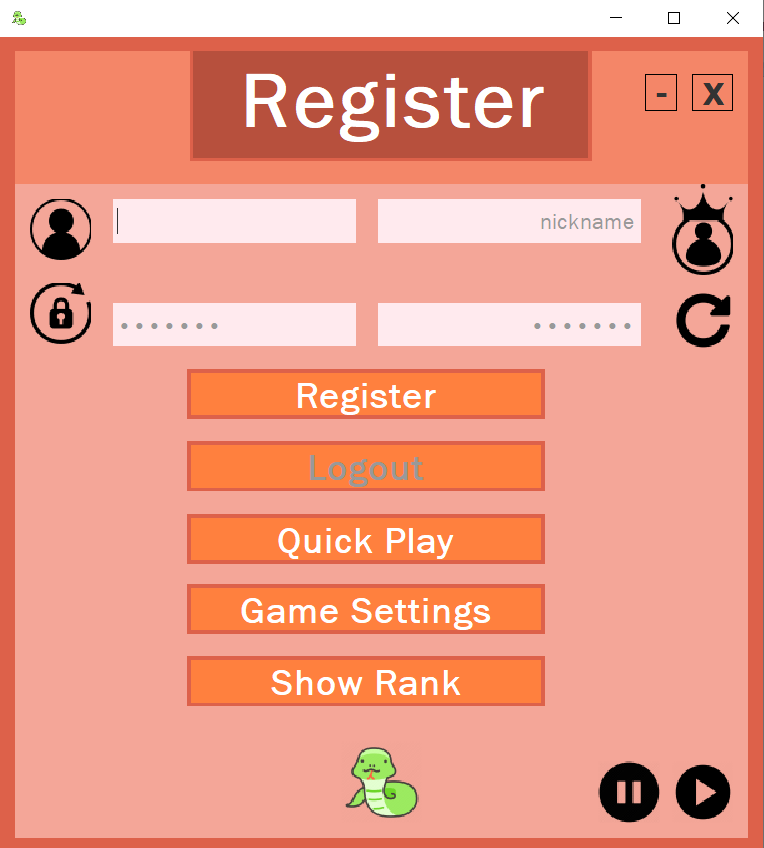 Register
- X
nickname
••••••• •••••••
Register
Logout
Quick Play
Game Settings
Show Rank